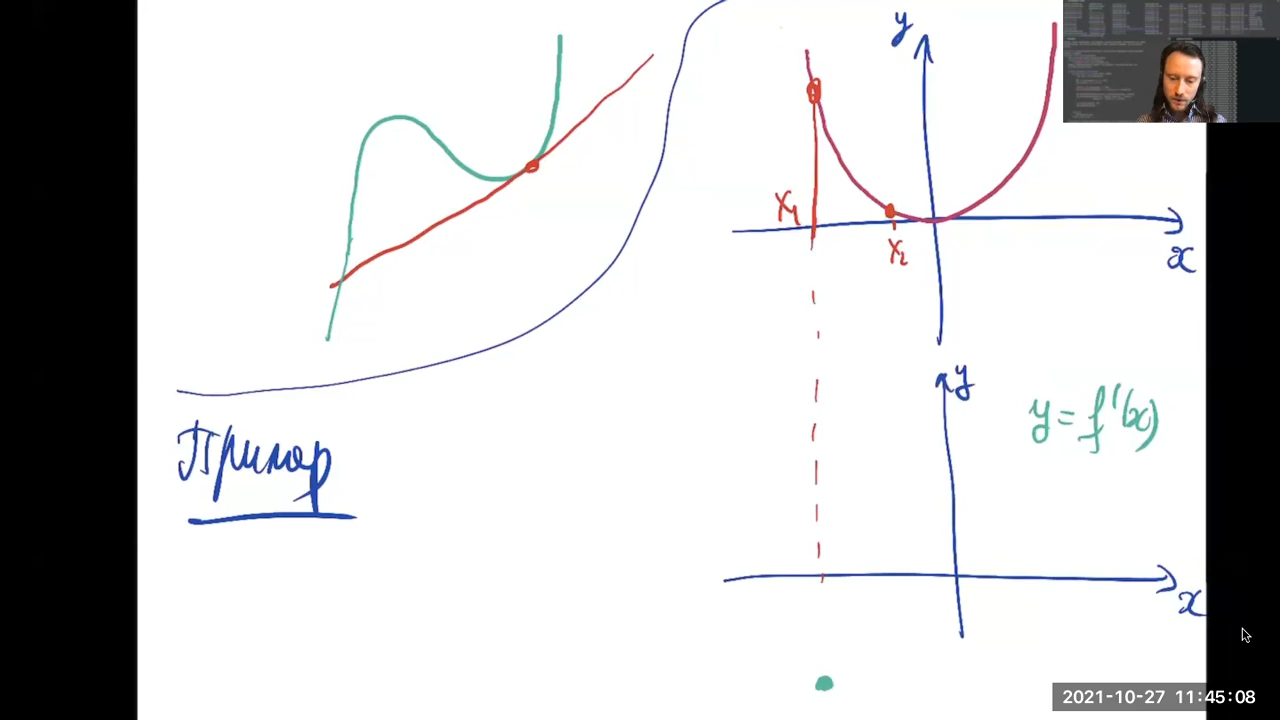 y
x₁
x₂
x
y
y = f'(x)
Пример
x
2021-10-27 11:45:08